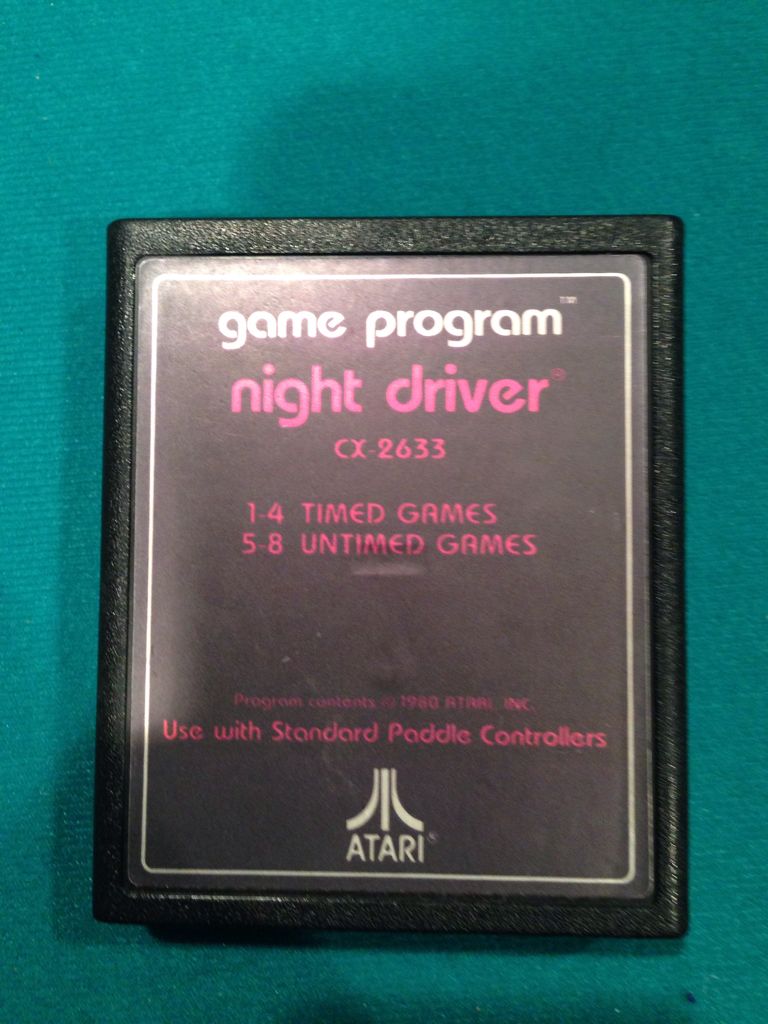 game program™
night driver®
CX-2633
1-4 TIMED GAMES
5-8 UNTIMED GAMES
Program contents © 1980 ATARI, INC.
Use with Standard Paddle Controllers
ATARI®